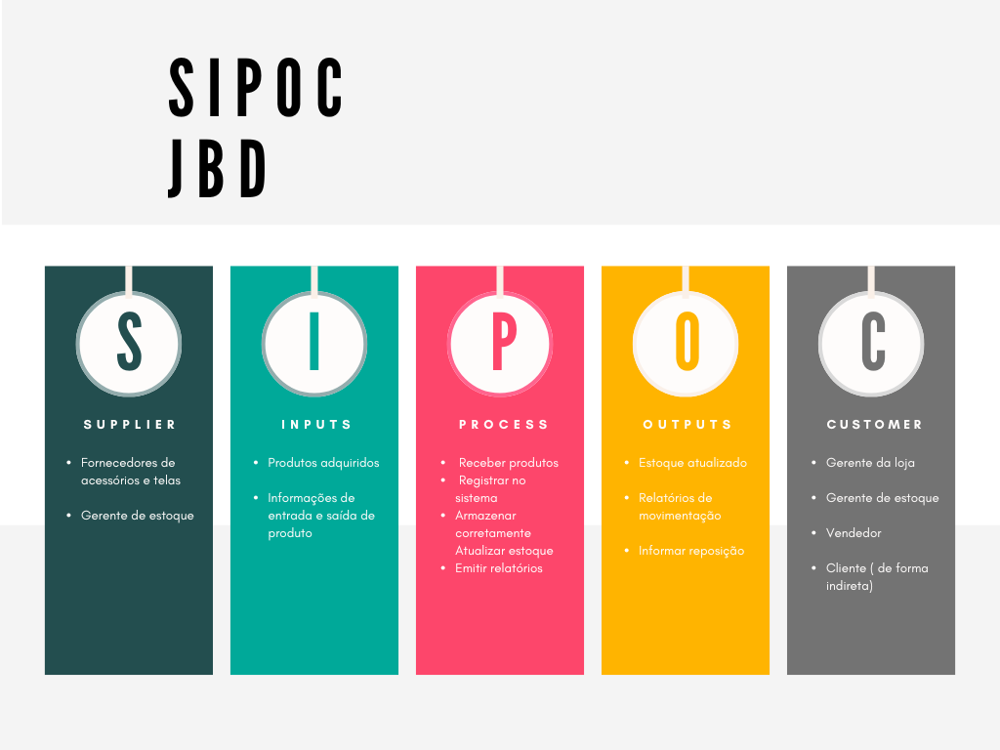 SIPOC
JBD
S
SUPPLIER
• Fornecedores de
acessórios e telas
• Gerente de estoque
I
INPUTS
• Produtos adquiridos
• Informações de
entrada e saída de
produto
P
PROCESS
• Receber produtos
• Registrar no
sistema
• Armazenar
corretamente
Atualizar estoque
• Emitir relatórios
O
OUTPUTS
• Estoque atualizado
• Relatórios de
movimentação
• Informar reposição
C
CUSTOMER
• Gerente da loja
• Gerente de estoque
• Vendedor
• Cliente ( de forma
indireta)